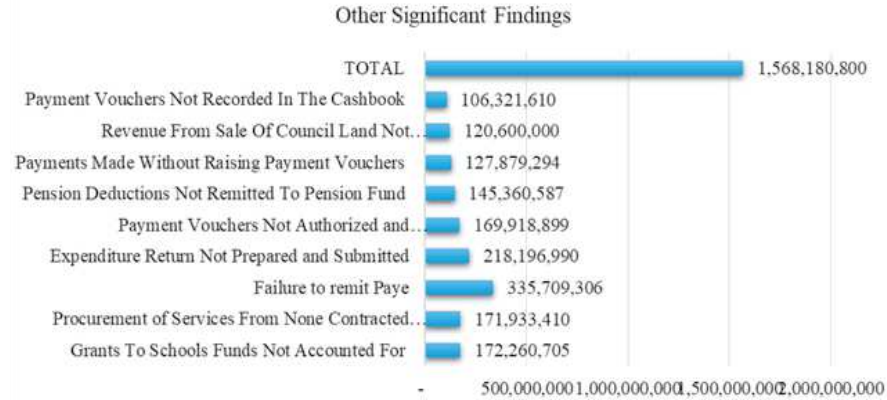 Other Significant Findings
TOTAL 1,568,180,800
Payment Vouchers Not Recorded In The Cashbook 106,321,610
Revenue From Sale Of Council Land Not... 120,600,000
Payments Made Without Raising Payment Vouchers 127,879,294
Pension Deductions Not Remitted To Pension Fund 145,360,587
Payment Vouchers Not Authorized and... 169,918,899
Expenditure Return Not Prepared and Submitted 218,196,990
Failure to remit Paye 335,709,306
Procurement of Services From None Contracted... 171,933,410
Grants To Schools Funds Not Accounted For 172,260,705
- 500,000,000 1,000,000,000 1,500,000,000 2,000,000,000